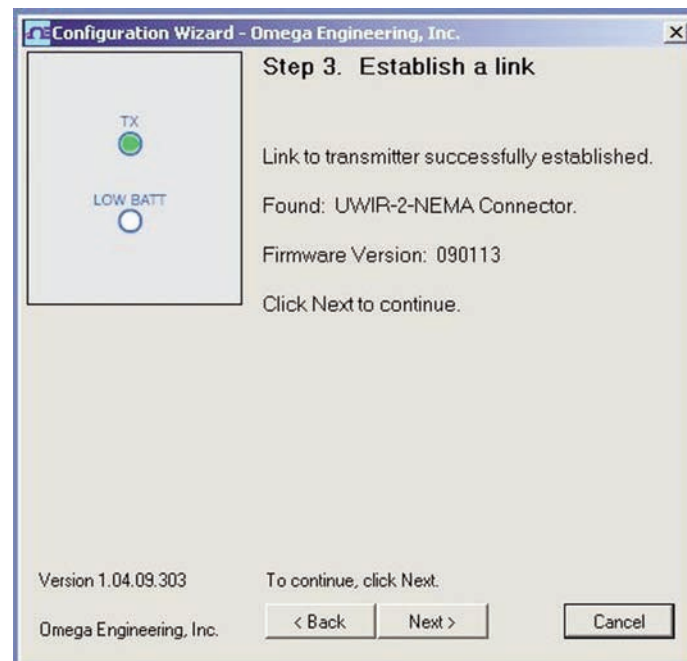 Configuration Wizard - Omega Engineering, Inc.
Step 3. Establish a link
TX
LOW BATT
Link to transmitter successfully established.
Found: UWIR-2-NEMA Connector.
Firmware Version: 090113
Click Next to continue.
Version 1.04.09.303
To continue, click Next.
Omega Engineering, Inc.
< Back
Next >
Cancel